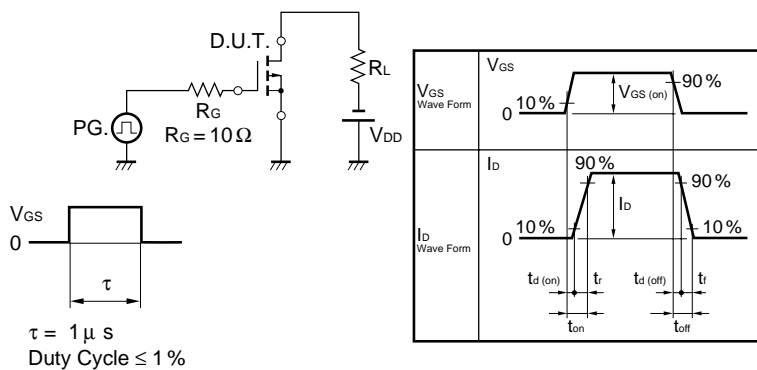 D.U.T.
RL
RG
PG.
RG = 10 Ω
VDD
VGS
0
τ
τ = 1 μ s
Duty Cycle ≤ 1 %
VGS
Wave Form
VGS
90 %
VGS (on)
10 %
0
ID
Wave Form
ID
90 %
90 %
ID
10 %
10 %
0
td (on)
tr
td (off)
tf
ton
toff